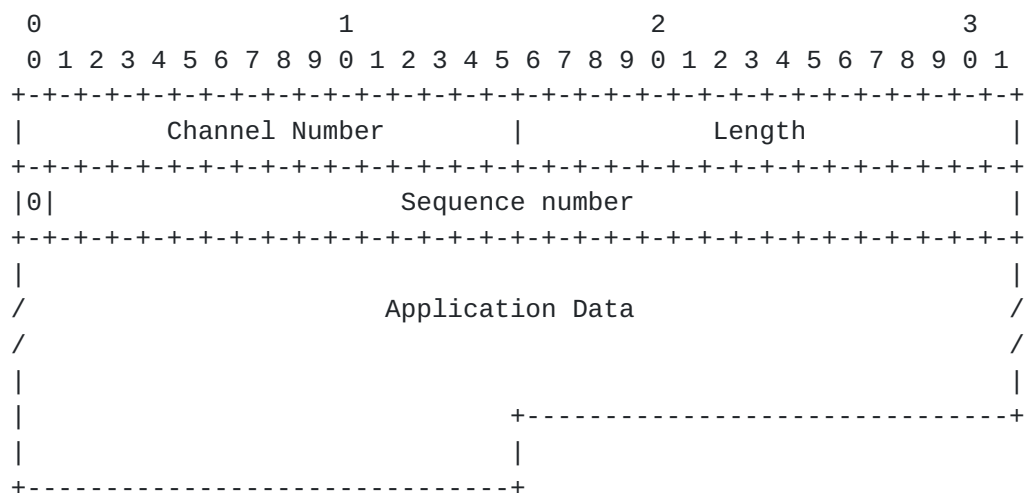 0                   1                   2                   3
 0 1 2 3 4 5 6 7 8 9 0 1 2 3 4 5 6 7 8 9 0 1 2 3 4 5 6 7 8 9 0 1
+-+-+-+-+-+-+-+-+-+-+-+-+-+-+-+-+-+-+-+-+-+-+-+-+-+-+-+-+-+-+-+-+
|         Channel Number        |            Length             |
+-+-+-+-+-+-+-+-+-+-+-+-+-+-+-+-+-+-+-+-+-+-+-+-+-+-+-+-+-+-+-+-+
|0|                      Sequence number                        |
+-+-+-+-+-+-+-+-+-+-+-+-+-+-+-+-+-+-+-+-+-+-+-+-+-+-+-+-+-+-+-+-+
|                                                               |
/                       Application Data                        /
/                                                               /
|                                                               |
|                               +-------------------------------+
|                               |
+-------------------------------+